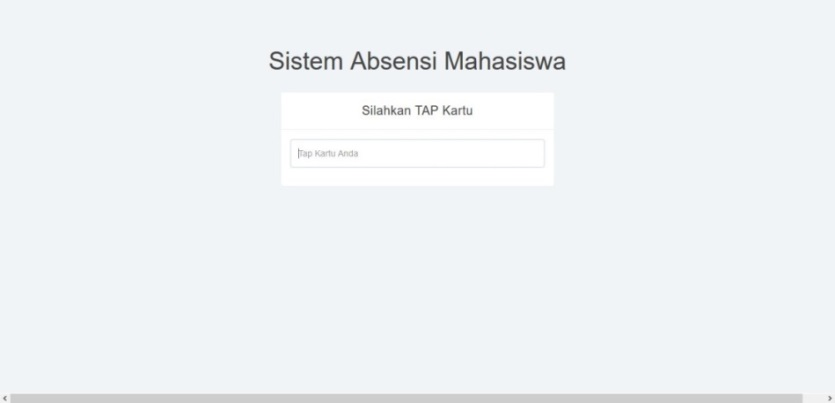 Sistem Absensi Mahasiswa
Silahkan TAP Kartu
Tap Kartu Anda